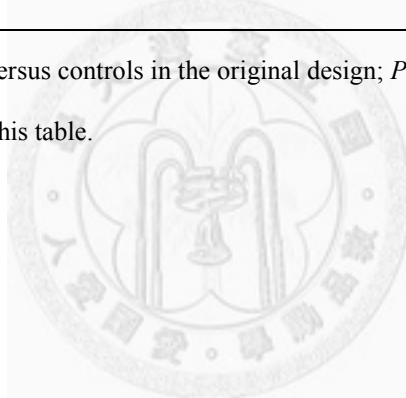 ersus controls in the original design; P
his table.